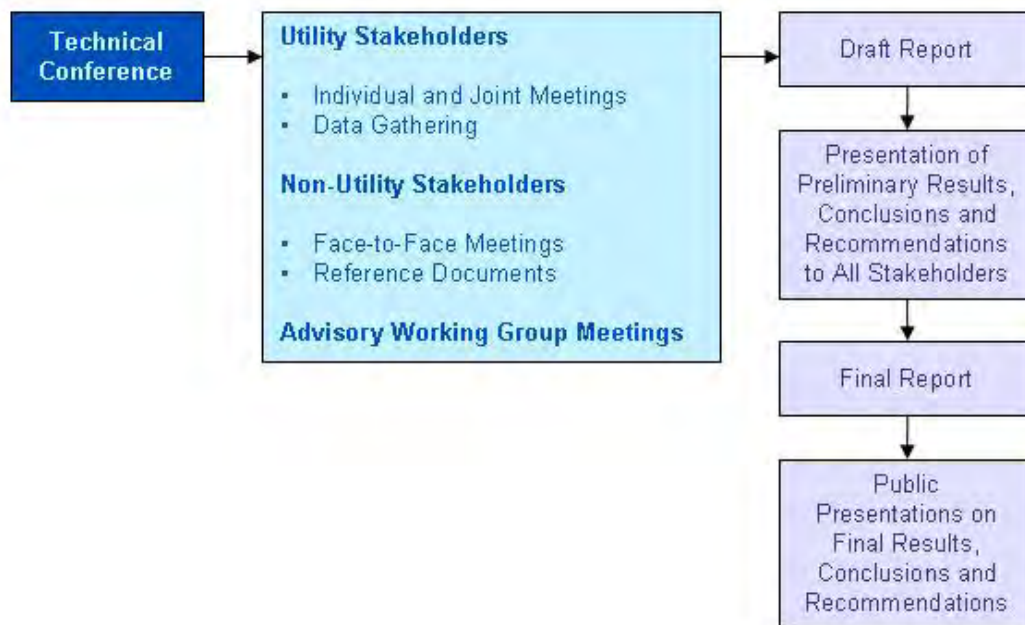 Technical
Conference
Utility Stakeholders
• Individual and Joint Meetings
• Data Gathering
Non-Utility Stakeholders
• Face-to-Face Meetings
• Reference Documents
Advisory Working Group Meetings
Draft Report
Presentation of
Preliminary Results,
Conclusions and
Recommendations
to All Stakeholders
Final Report
Public
Presentations on
Final Results,
Conclusions and
Recommendations